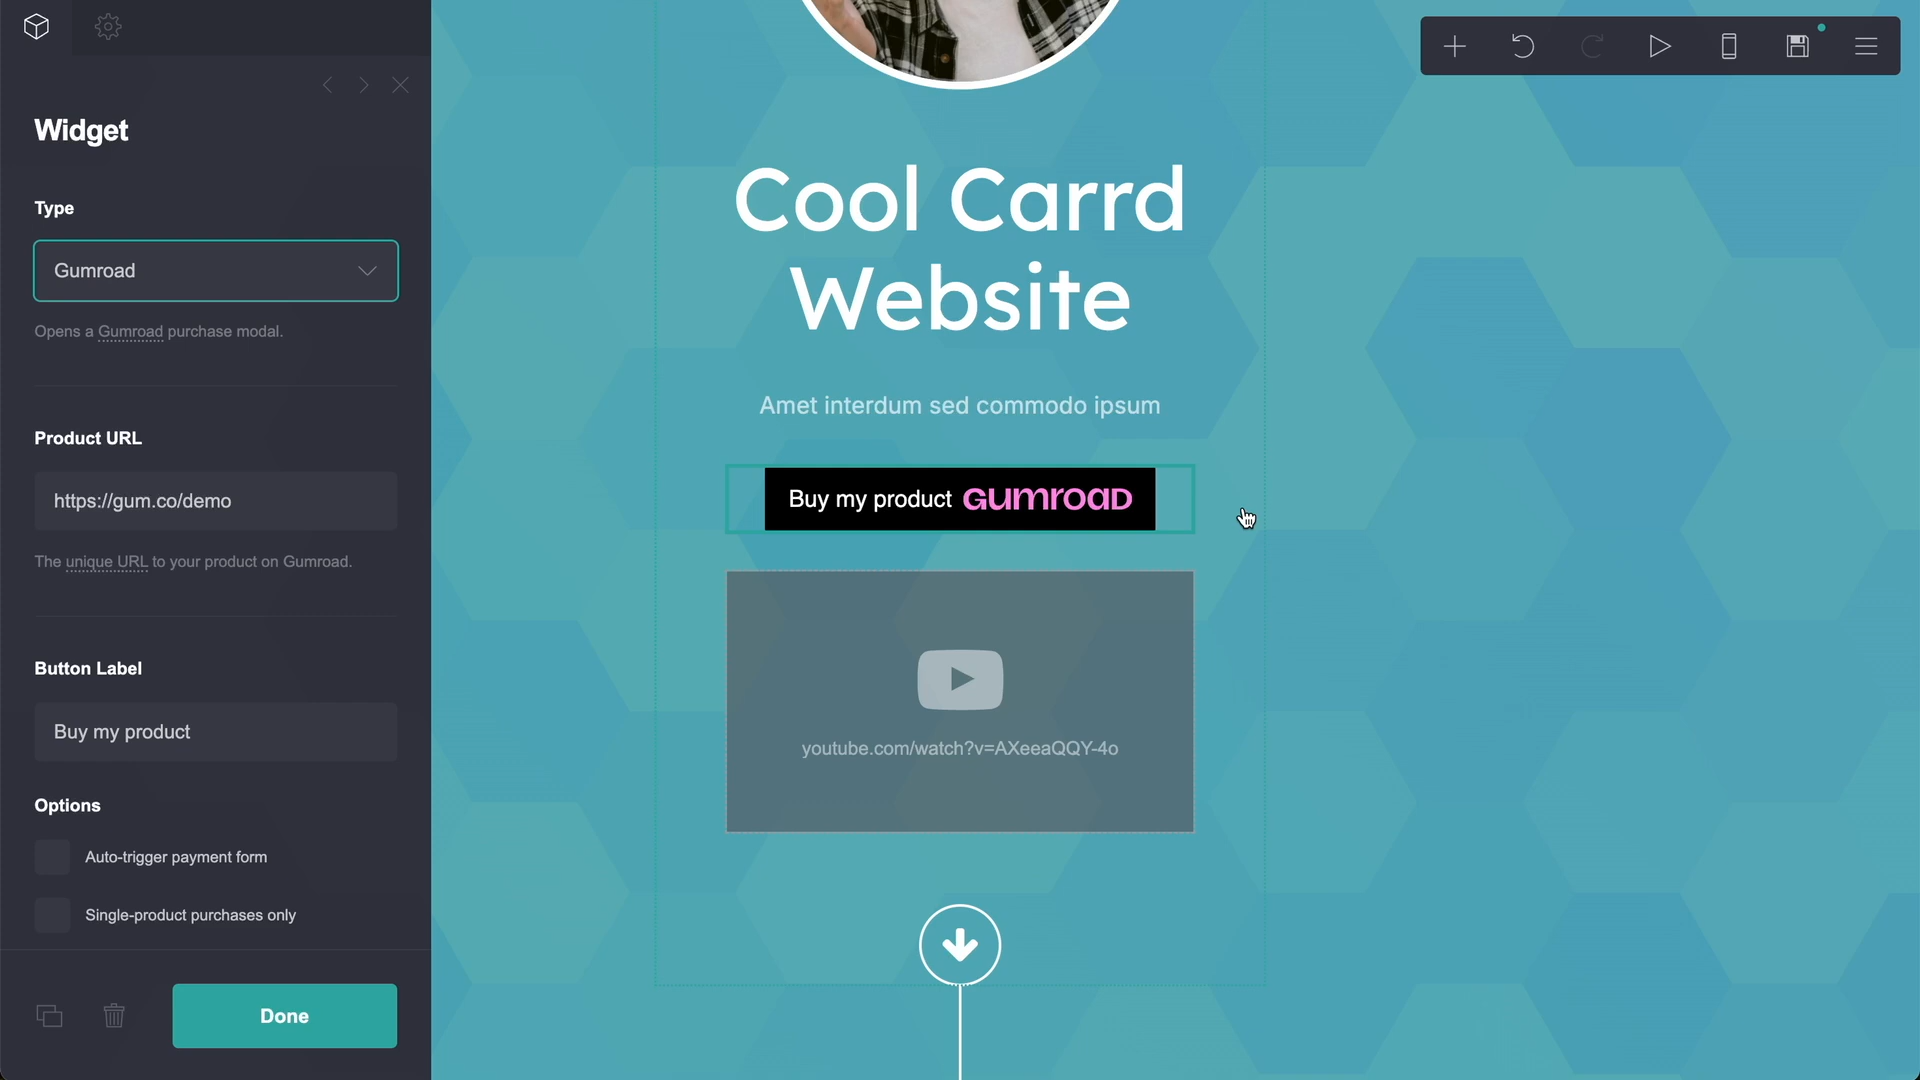 Widget
Type
Gumroad
Opens a Gumroad purchase modal.
Product URL
https://gum.co/demo
The unique URL to your product on Gumroad.
Button Label
Buy my product
Options
Auto-trigger payment form
Single-product purchases only
Done
Cool Carrd
Website
Amet interdum sed commodo ipsum
Buy my product GUMROAD
youtube.com/watch?v=AXeeaQQY-4o